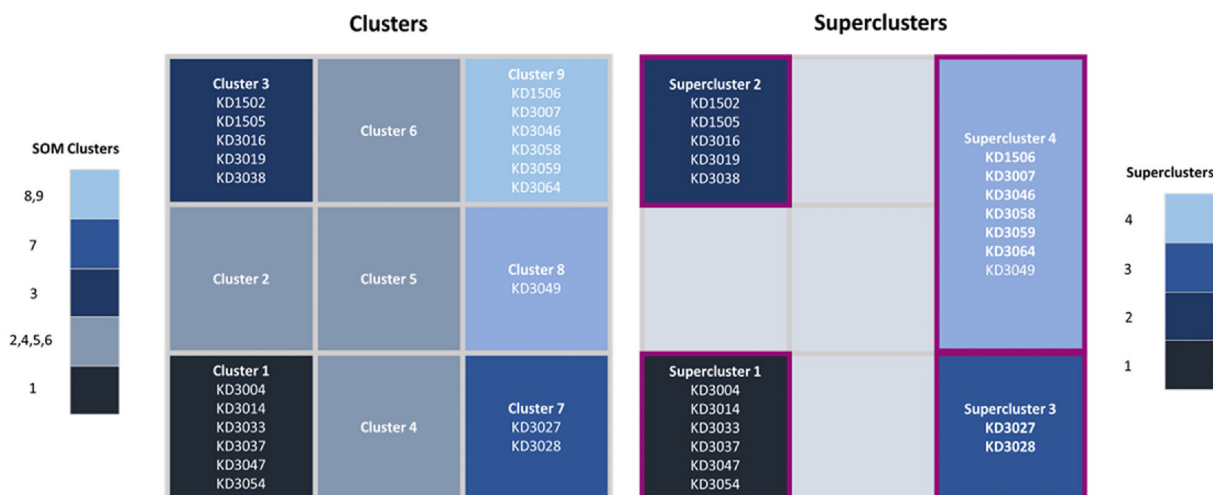 Clusters
Superclusters
SOM Clusters
8,9
7
3
2,4,5,6
1
Cluster 3
KD1502
KD1505
KD3016
KD3019
KD3038
Cluster 6
Cluster 9
KD1506
KD3007
KD3046
KD3058
KD3059
KD3064
Cluster 2
Cluster 5
Cluster 8
KD3049
Cluster 1
KD3004
KD3014
KD3033
KD3037
KD3047
KD3054
Cluster 4
Cluster 7
KD3027
KD3028
Supercluster 2
KD1502
KD1505
KD3016
KD3019
KD3038
Supercluster 4
KD1506
KD3007
KD3046
KD3058
KD3059
KD3064
KD3049
Supercluster 1
KD3004
KD3014
KD3033
KD3037
KD3047
KD3054
Supercluster 3
KD3027
KD3028
Superclusters
4
3
2
1